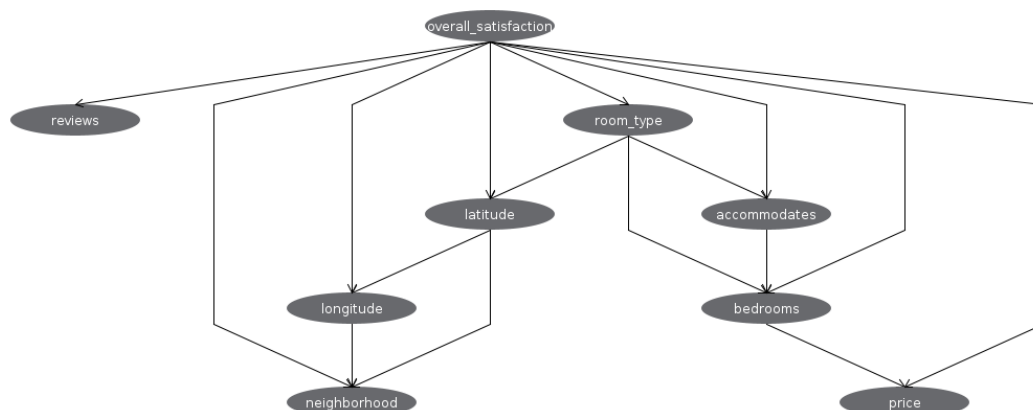 overall_satisfaction
reviews
room_type
latitude
accommodates
longitude
bedrooms
neighborhood
price